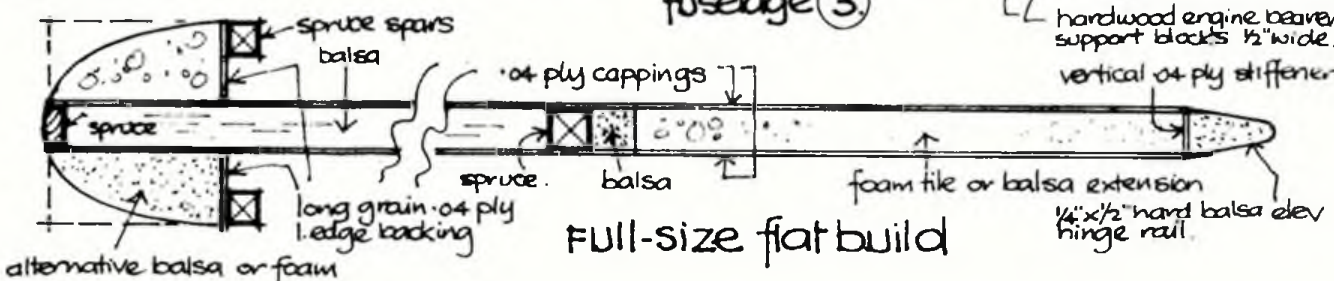 fuselage 3.
hardwood engine bearer
support blocks ½" wide.
spruce spars
balsa
.04 ply cappings
vertical .04 ply stiffener
spruce
spruce.
balsa
foam tile or balsa extension
long grain .04 ply
l.edge backing
¼"x½" hard balsa elev
hinge rail.
Full-size flat build
alternative balsa or foam